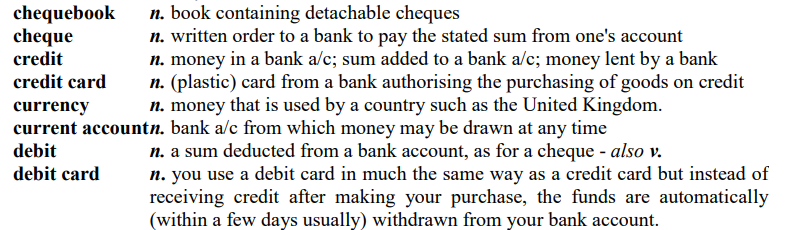 chequebook n. book containing detachable cheques
cheque n. written order to a bank to pay the stated sum from one's account
credit n. money in a bank a/c; sum added to a bank a/c; money lent by a bank
credit card n. (plastic) card from a bank authorising the purchasing of goods on credit
currency n. money that is used by a country such as the United Kingdom.
current account n. bank a/c from which money may be drawn at any time
debit n. a sum deducted from a bank account, as for a cheque - also v.
debit card n. you use a debit card in much the same way as a credit card but instead of
receiving credit after making your purchase, the funds are automatically
(within a few days usually) withdrawn from your bank account.